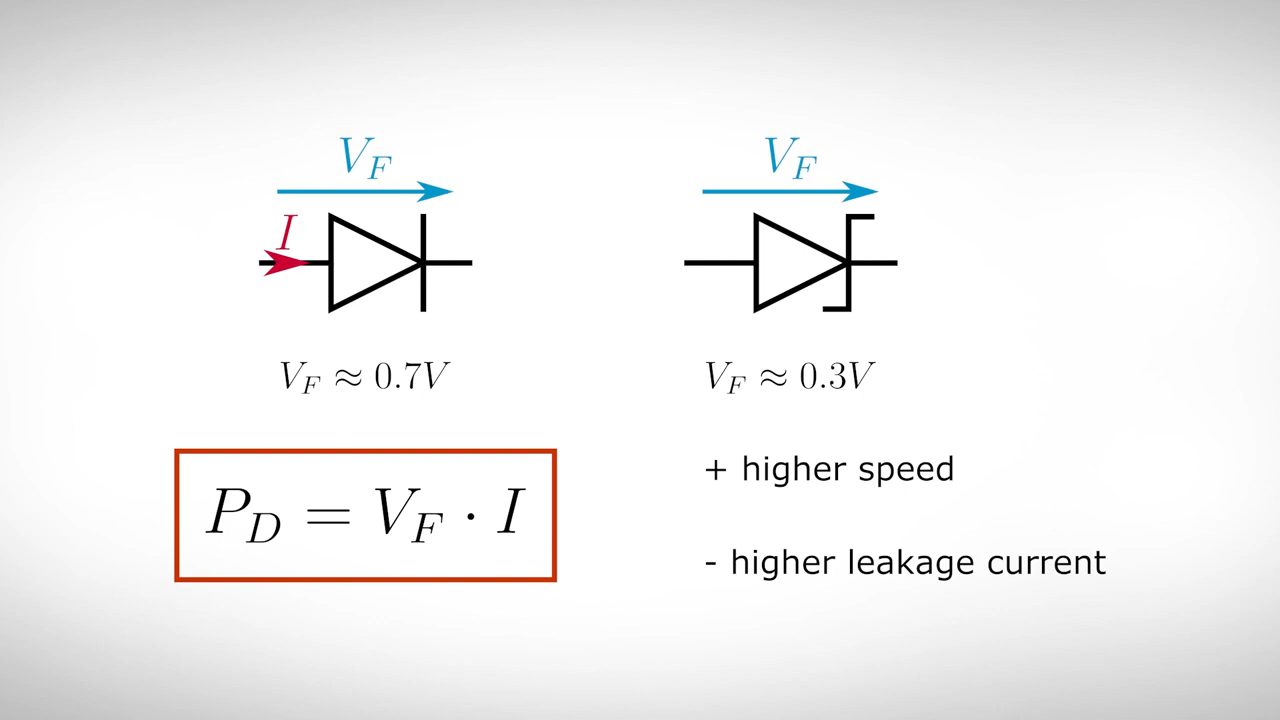 V_F
V_F
I
V_F ≈ 0.7V
V_F ≈ 0.3V
P_D = V_F · I
+ higher speed
- higher leakage current